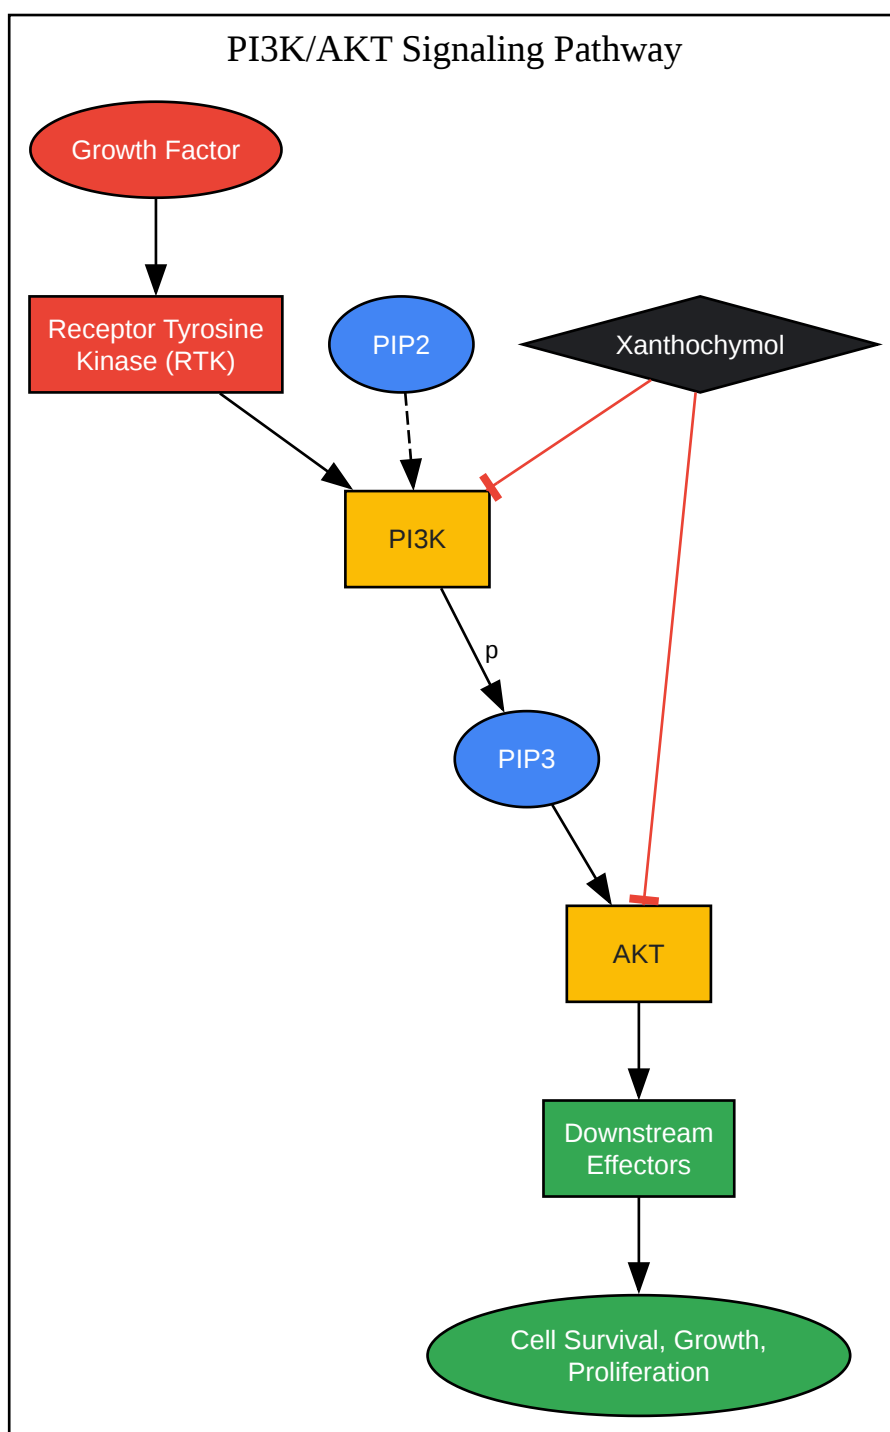 PI3K/AKT Signaling Pathway
Growth Factor
Receptor Tyrosine
Kinase (RTK)
PIP2
Xanthochymol
PI3K
p
PIP3
AKT
Downstream
Effectors
Cell Survival, Growth,
Proliferation